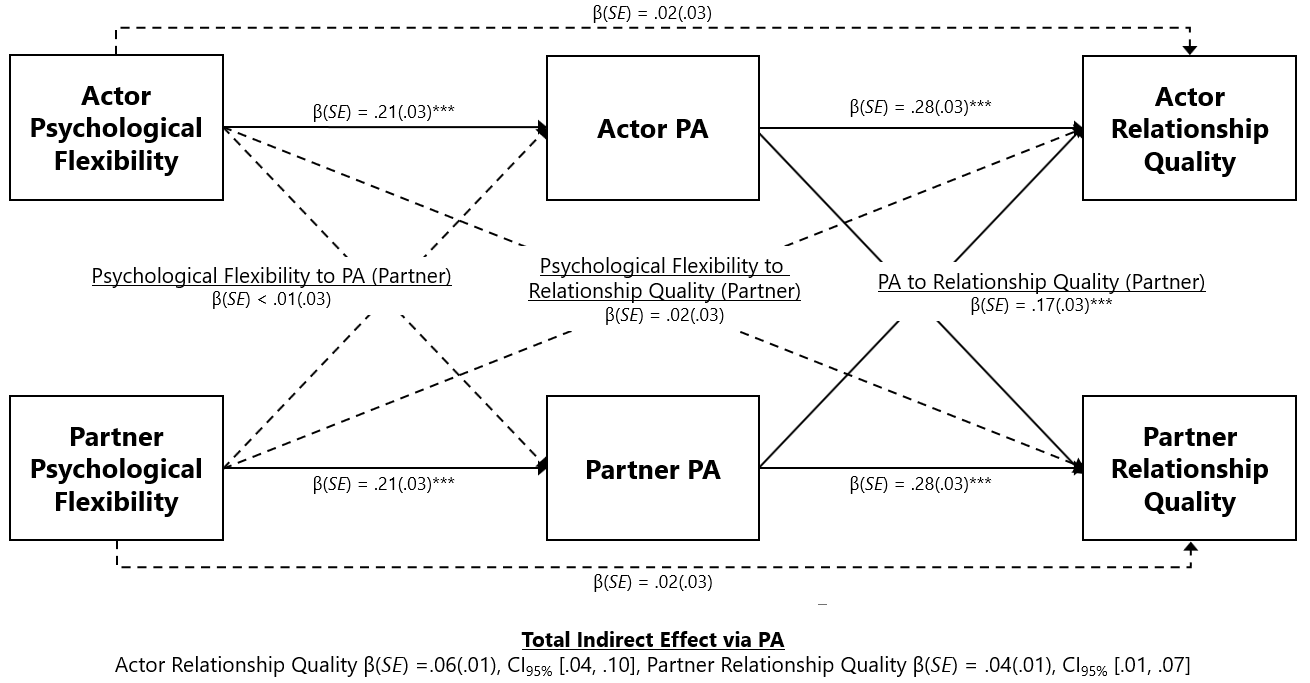 β(SE) = .02(.03)
Actor
Psychological
Flexibility
β(SE) = .21(.03)***
Actor PA
β(SE) = .28(.03)***
Actor
Relationship
Quality
Psychological Flexibility to PA (Partner)
β(SE) < .01(.03)
Psychological Flexibility to
Relationship Quality (Partner)
β(SE) = .02(.03)
PA to Relationship Quality (Partner)
β(SE) = .17(.03)***
Partner
Psychological
Flexibility
β(SE) = .21(.03)***
Partner PA
β(SE) = .28(.03)***
Partner
Relationship
Quality
β(SE) = .02(.03)
Total Indirect Effect via PA
Actor Relationship Quality β(SE) =.06(.01), CI95% [.04, .10], Partner Relationship Quality β(SE) = .04(.01), CI95% [.01, .07]